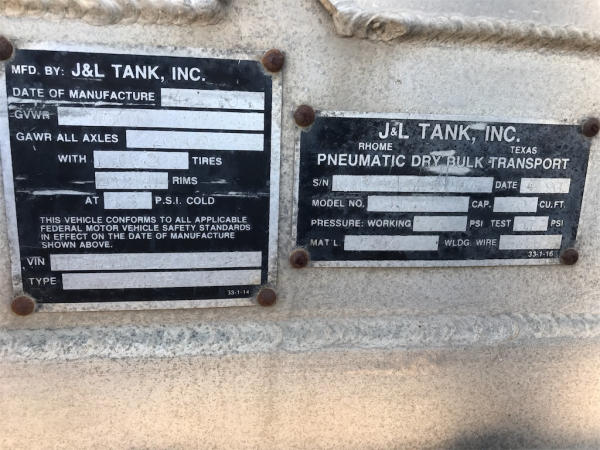 MFD. BY: J&L TANK, INC.
DATE OF MANUFACTURE
GVWR
GAWR ALL AXLES
WITH TIRES
RIMS
AT P.S.I. COLD
THIS VEHICLE CONFORMS TO ALL APPLICABLE
FEDERAL MOTOR VEHICLE SAFETY STANDARDS
IN EFFECT ON THE DATE OF MANUFACTURE
SHOWN ABOVE.
VIN
TYPE
33-1-14
J&L TANK, INC.
RHOME TEXAS
PNEUMATIC DRY BULK TRANSPORT
S/N DATE
MODEL NO. CAP. CU.FT.
PRESSURE: WORKING PSI TEST PSI
MAT'L WLDG. WIRE
33-1-16